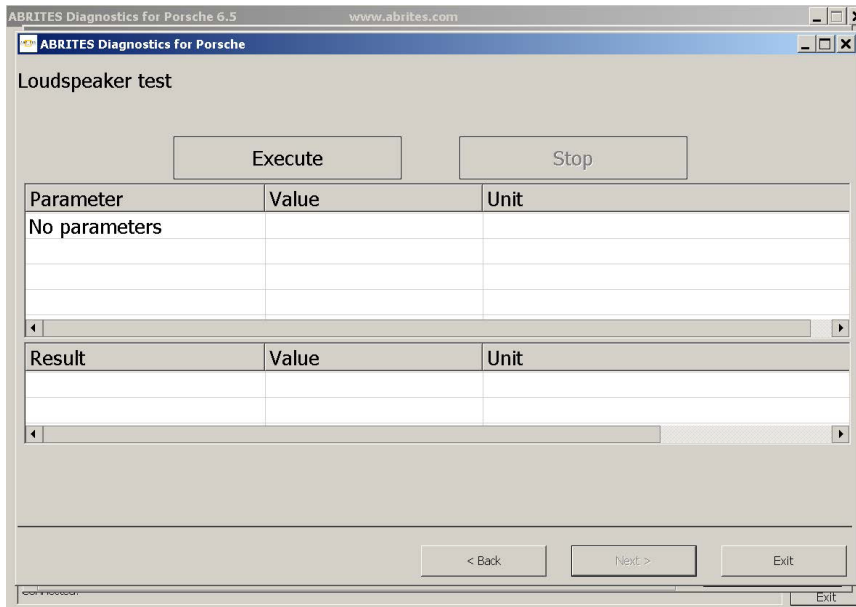 ABRITES Diagnostics for Porsche 6.5 www.abrites.com
ABRITES Diagnostics for Porsche
Loudspeaker test
Execute Stop
Parameter Value Unit
No parameters
Result Value Unit
< Back Next > Exit
Exit